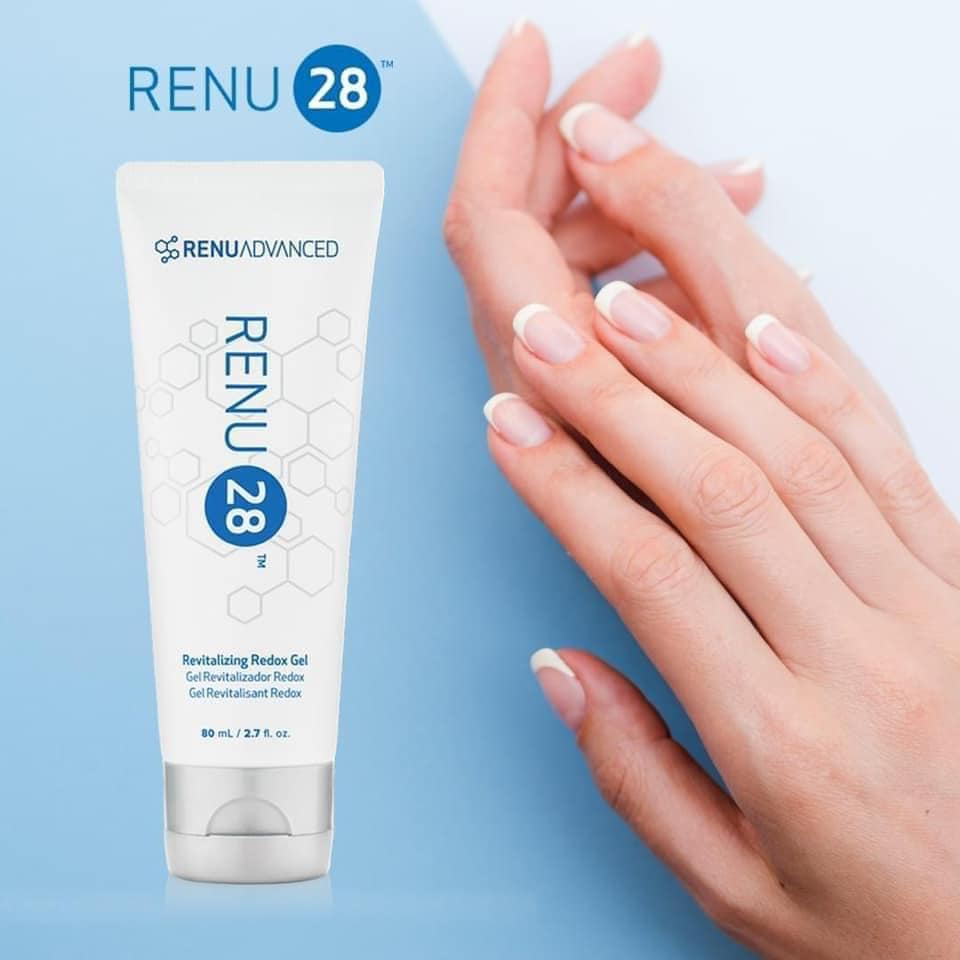 RENU 28™
RENUADVANCED
RENU 28™
Revitalizing Redox Gel
Gel Revitalizador Redox
Gel Revitalisant Redox
80 mL / 2.7 fl. oz.